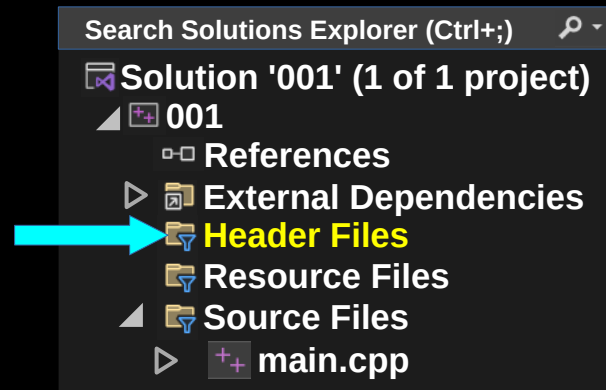 Search Solutions Explorer (Ctrl+;)
Solution '001' (1 of 1 project)
001
References
External Dependencies
Header Files
Resource Files
Source Files
main.cpp